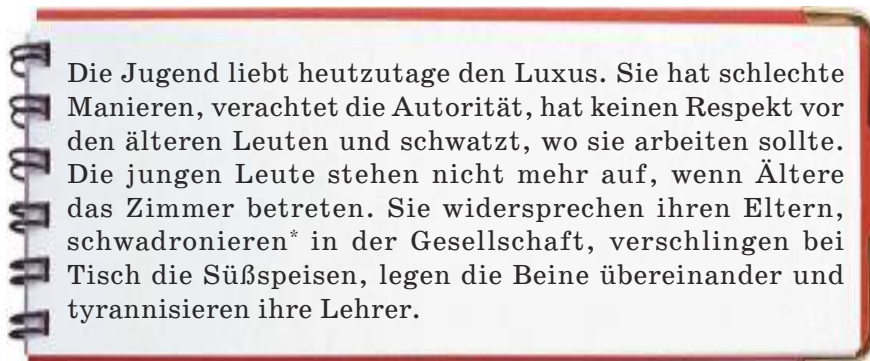 Die Jugend liebt heutzutage den Luxus. Sie hat schlechte
Manieren, verachtet die Autorität, hat keinen Respekt vor
den älteren Leuten und schwatzt, wo sie arbeiten sollte.
Die jungen Leute stehen nicht mehr auf, wenn Ältere
das Zimmer betreten. Sie widersprechen ihren Eltern,
schwadronieren* in der Gesellschaft, verschlingen bei
Tisch die Süßspeisen, legen die Beine übereinander und
tyrannisieren ihre Lehrer.